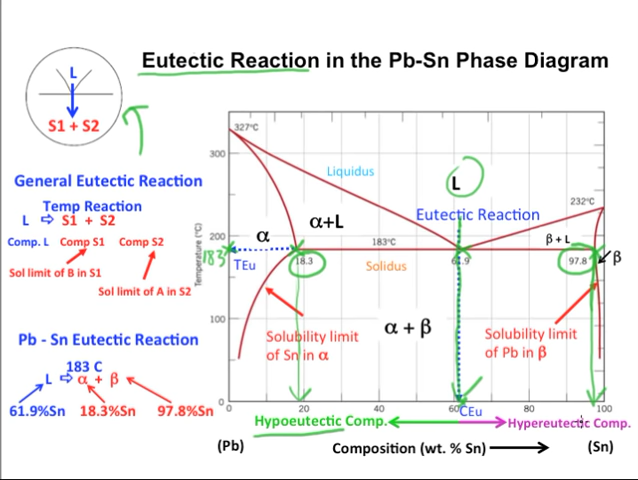 Eutectic Reaction in the Pb-Sn Phase Diagram
L
S1 + S2
General Eutectic Reaction
Temp Reaction
L ⇨ S1 + S2
Comp. L Comp S1 Comp S2
Sol limit of B in S1
Sol limit of A in S2
Pb - Sn Eutectic Reaction
183 C
L ⇨ α + β
61.9%Sn 18.3%Sn 97.8%Sn
327°C
300
Liquidus
L
232°C
200
α
α+L
Eutectic Reaction
183
TEu
183°C
β + L
β
18.3
Solidus
61.9
97.8
Temperature (°C)
100
Solubility limit
of Sn in α
α + β
Solubility limit
of Pb in β
0
0 20 40 60 80 100
CEu
Hypoeutectic Comp.
Hypereutectic Comp.
(Pb)
Composition (wt. % Sn)
(Sn)